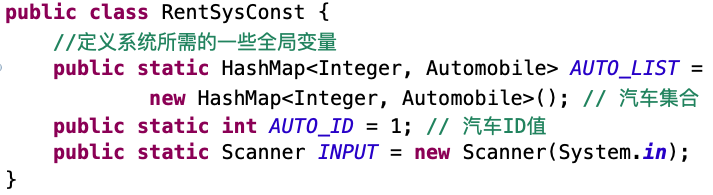 public class RentSysConst {
//定义系统所需的一些全局变量
public static HashMap<Integer, Automobile> AUTO_LIST =
new HashMap<Integer, Automobile>(); // 汽车集合
public static int AUTO_ID = 1; // 汽车ID值
public static Scanner INPUT = new Scanner(System.in);
}